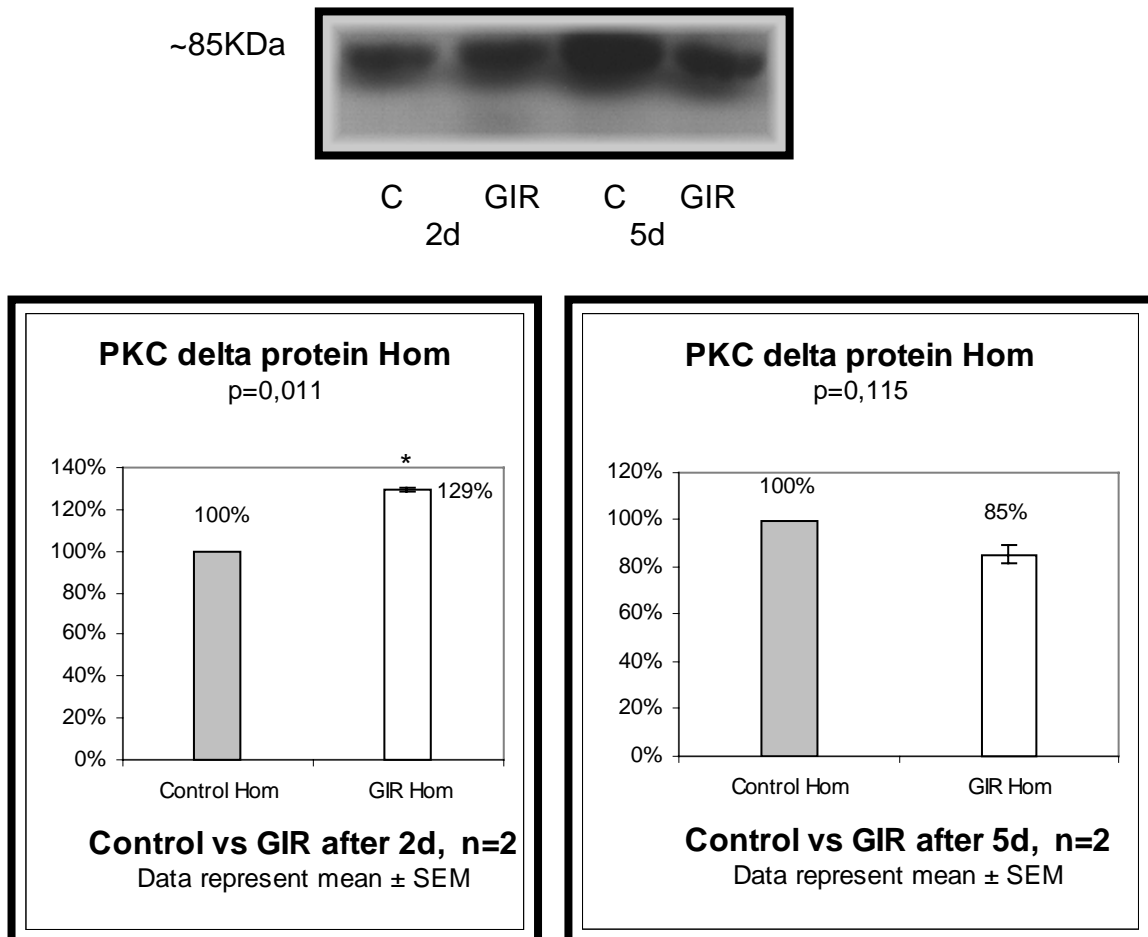 ~85KDa
C GIR C GIR
2d 5d
PKC delta protein Hom
p=0,011
140%
120%
100%
80%
60%
40%
20%
0%
100%
*
129%
Control Hom GIR Hom
Control vs GIR after 2d, n=2
Data represent mean ± SEM
PKC delta protein Hom
p=0,115
120%
100%
80%
60%
40%
20%
0%
100%
85%
Control Hom GIR Hom
Control vs GIR after 5d, n=2
Data represent mean ± SEM